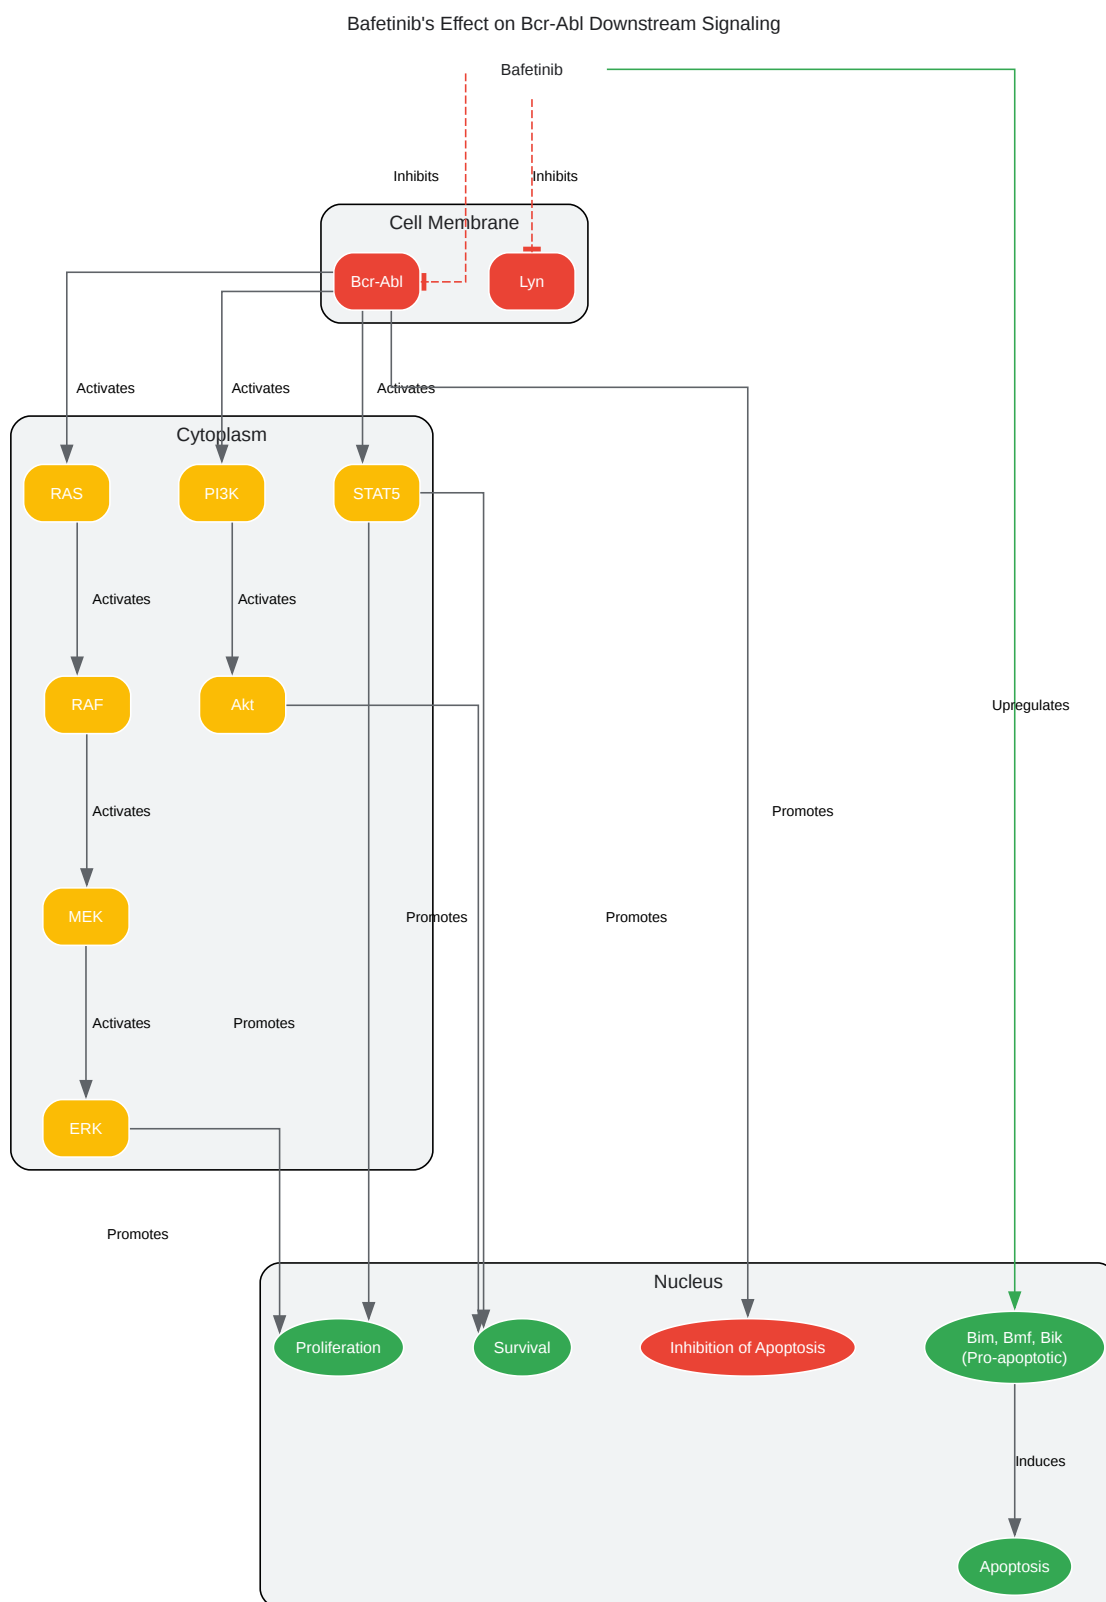 Bafetinib's Effect on Bcr-Abl Downstream Signaling
Bafetinib
Inhibits
Inhibits
Cell Membrane
Bcr-Abl
Lyn
Activates
Activates
Activates
Cytoplasm
RAS
PI3K
STAT5
Activates
Activates
RAF
Akt
Upregulates
Activates
Promotes
MEK
Promotes
Promotes
Activates
Promotes
ERK
Promotes
Nucleus
Proliferation
Survival
Inhibition of Apoptosis
Bim, Bmf, Bik
(Pro-apoptotic)
Induces
Apoptosis